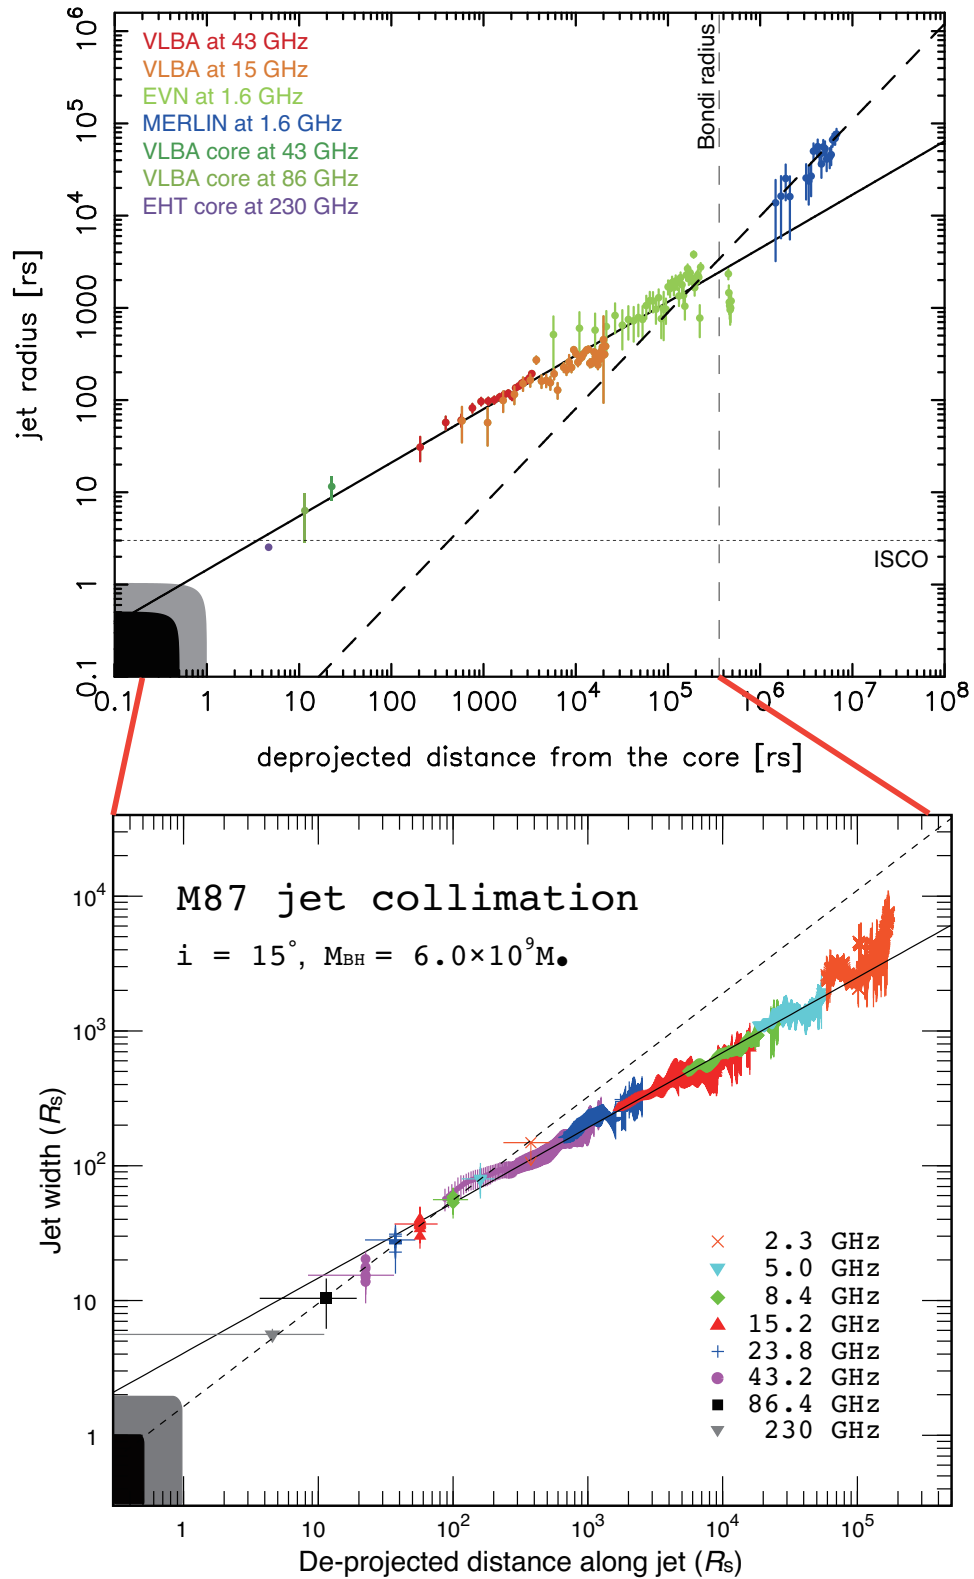 10^6
10^5
10^4
1000
100
10
1
0.1
jet radius [rs]
VLBA at 43 GHz
VLBA at 15 GHz
EVN at 1.6 GHz
MERLIN at 1.6 GHz
VLBA core at 43 GHz
VLBA core at 86 GHz
EHT core at 230 GHz
Bondi radius
ISCO
0.1 1 10 100 1000 10^4 10^5 10^6 10^7 10^8
deprojected distance from the core [rs]
M87 jet collimation
i = 15°, M_BH = 6.0×10^9 M●
10^4
10^3
10^2
10
1
Jet width (Rs)
2.3 GHz
5.0 GHz
8.4 GHz
15.2 GHz
23.8 GHz
43.2 GHz
86.4 GHz
230 GHz
1 10 10^2 10^3 10^4 10^5
De-projected distance along jet (Rs)